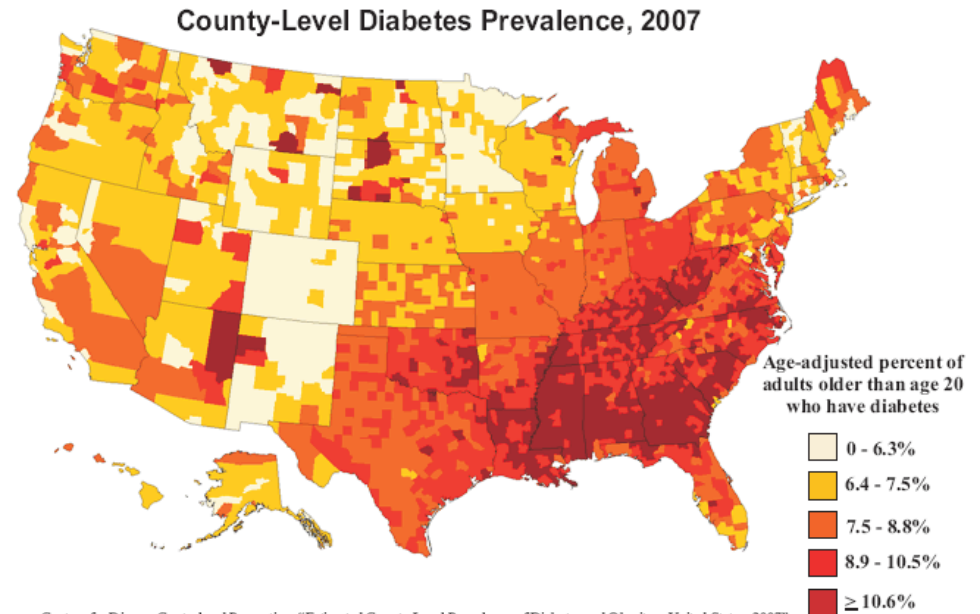 County-Level Diabetes Prevalence, 2007
Age-adjusted percent of
adults older than age 20
who have diabetes
0 - 6.3%
6.4 - 7.5%
7.5 - 8.8%
8.9 - 10.5%
≥ 10.6%